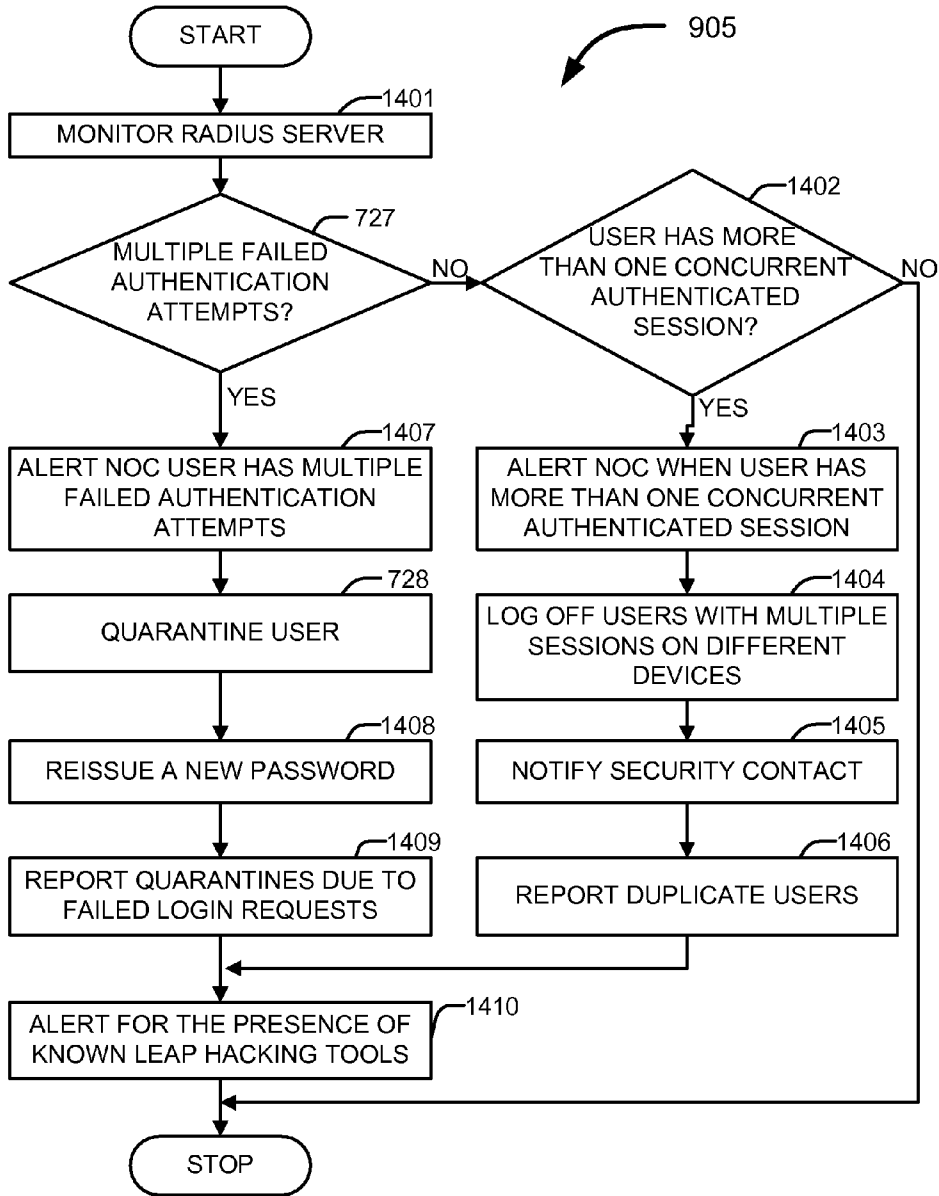 START
905
1401
MONITOR RADIUS SERVER
727
MULTIPLE FAILED
AUTHENTICATION
ATTEMPTS?
NO
1402
USER HAS MORE
THAN ONE CONCURRENT
AUTHENTICATED
SESSION?
NO
YES
YES
1407
ALERT NOC USER HAS MULTIPLE
FAILED AUTHENTICATION
ATTEMPTS
1403
ALERT NOC WHEN USER HAS
MORE THAN ONE CONCURRENT
AUTHENTICATED SESSION
728
QUARANTINE USER
1404
LOG OFF USERS WITH MULTIPLE
SESSIONS ON DIFFERENT
DEVICES
1408
REISSUE A NEW PASSWORD
1405
NOTIFY SECURITY CONTACT
1409
REPORT QUARANTINES DUE TO
FAILED LOGIN REQUESTS
1406
REPORT DUPLICATE USERS
1410
ALERT FOR THE PRESENCE OF
KNOWN LEAP HACKING TOOLS
STOP